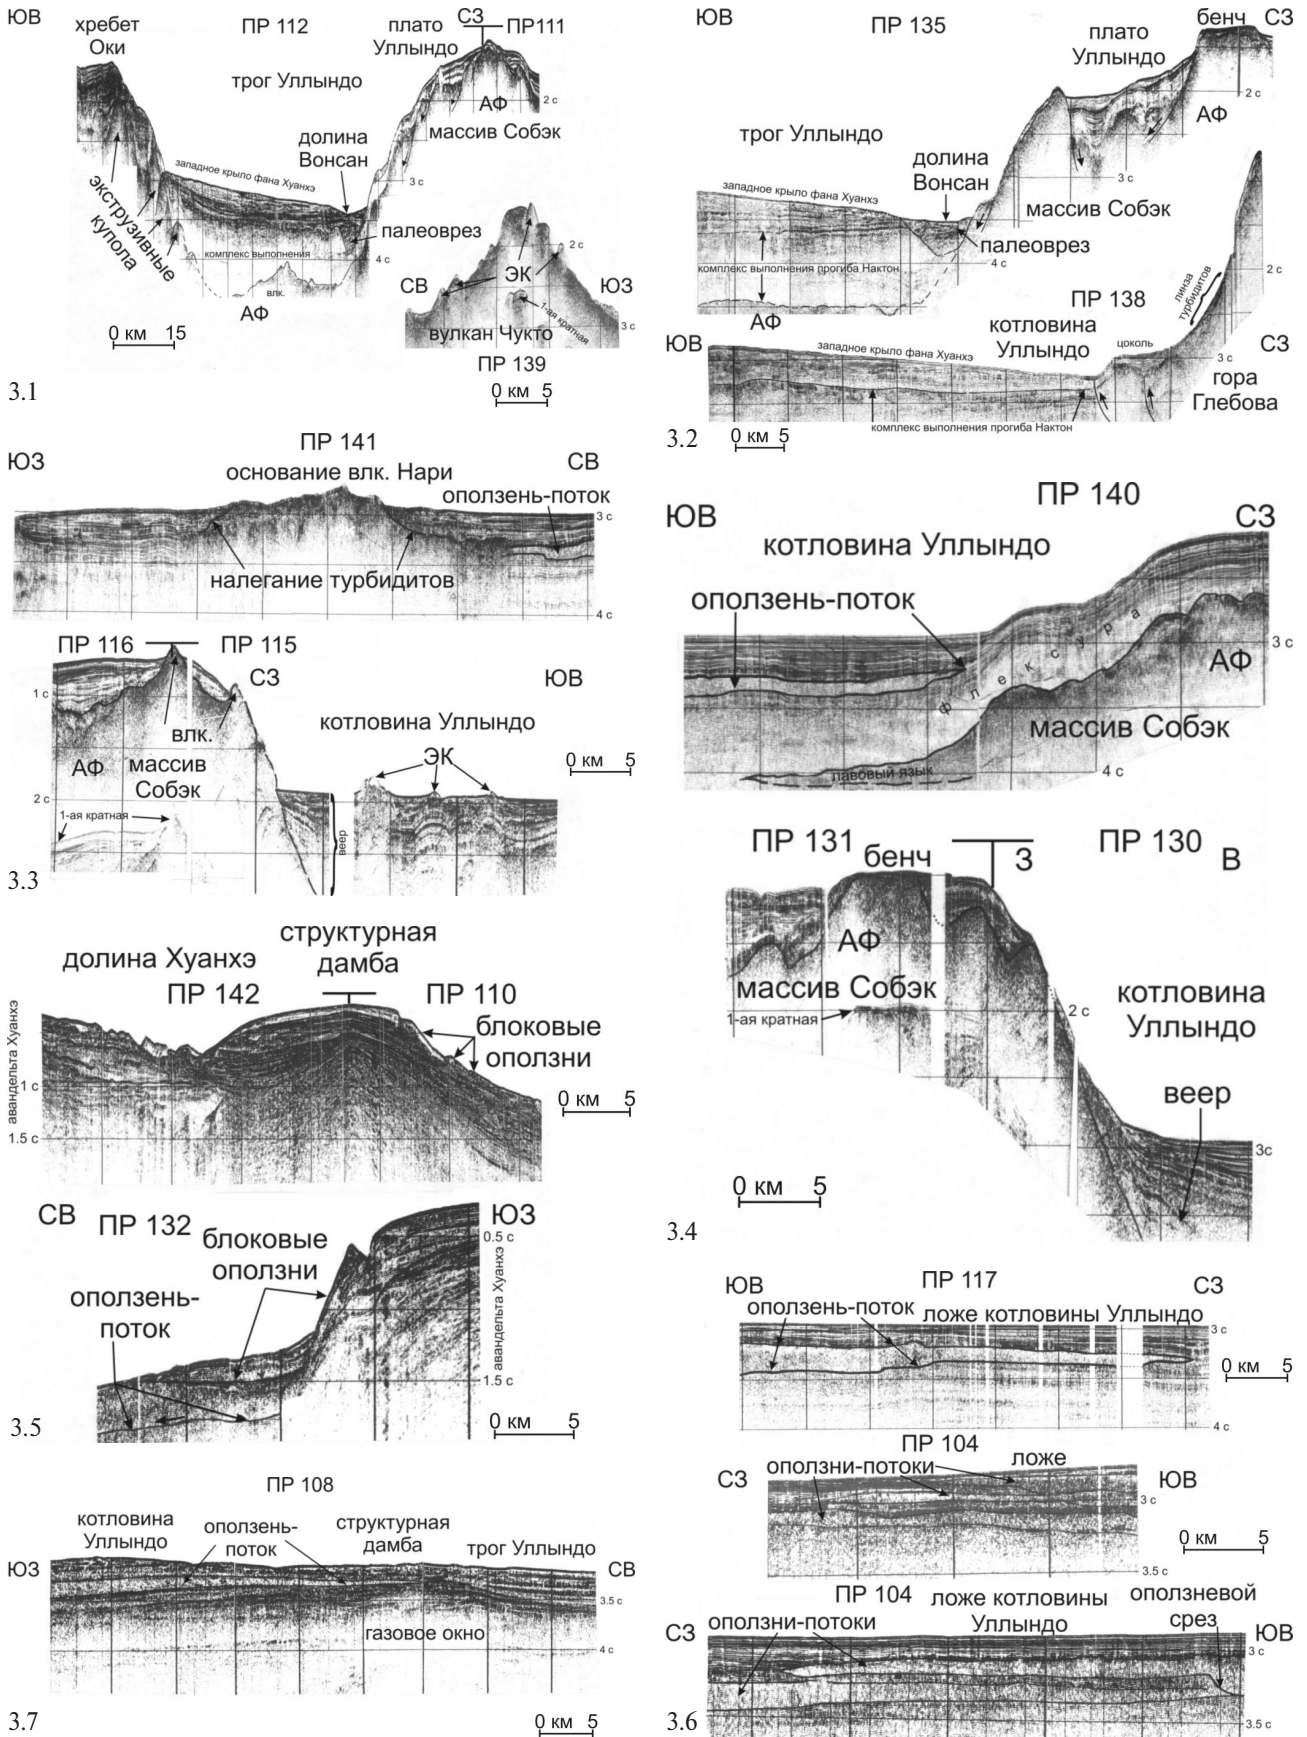 ЮВ
хребет
Оки
ПР 112
плато
Уллындо
СЗ
ПР111
трог Уллындо
АФ
2 с
массив Собэк
долина
Вонсан
западное крыло фана Хуанхэ
3 с
экструзивные
купола
палеоврез
комплекс выполнения
4 с
влк.
АФ
0 км 15
2 с
ЭК
СВ
ЮЗ
1-ая кратная
вулкан Чукто
3 с
ПР 139
0 км 5
3.1
ЮВ
ПР 135
бенч
СЗ
плато
Уллындо
2 с
АФ
трог Уллындо
долина
Вонсан
3 с
западное крыло фана Хуанхэ
массив Собэк
палеоврез
4 с
комплекс выполнения прогиба Нактон
АФ
2 с
линза
турбидитов
ПР 138
котловина
Уллындо
ЮВ
западное крыло фана Хуанхэ
цоколь
3 с
СЗ
гора
Глебова
комплекс выполнения прогиба Нактон
3.2
0 км 5
ЮЗ
ПР 141
основание влк. Нари
СВ
оползень-поток
3 с
налегание турбидитов
4 с
ПР 116
ПР 115
СЗ
ЮВ
1 с
влк.
котловина Уллындо
АФ
массив
Собэк
ЭК
0 км 5
2 с
1-ая кратная
веер
3.3
ПР 140
ЮВ
СЗ
котловина Уллындо
оползень-поток
3 с
флексура
АФ
массив Собэк
лавовый язык
4 с
ПР 131
бенч
З
ПР 130
В
АФ
массив Собэк
1-ая кратная
2 с
котловина
Уллындо
веер
3с
0 км 5
3.4
долина Хуанхэ
структурная
дамба
ПР 142
ПР 110
блоковые
оползни
авандельта Хуанхэ
1 с
0 км 5
1.5 с
СВ
ПР 132
ЮЗ
блоковые
оползни
0.5 с
авандельта Хуанхэ
оползень-
поток
1.5 с
0 км 5
3.5
ЮВ
ПР 117
СЗ
оползень-поток
ложе котловины Уллындо
3 с
0 км 5
4 с
ПР 104
СЗ
оползни-потоки
ложе
ЮВ
3 с
0 км 5
3.5 с
ПР 104
ложе котловины
Уллындо
оползневой
срез
СЗ
оползни-потоки
ЮВ
3 с
3.5 с
3.6
ПР 108
котловина
Уллындо
оползень-
поток
структурная
дамба
трог Уллындо
ЮЗ
СВ
3.5 с
газовое окно
4 с
3.7
0 км 5